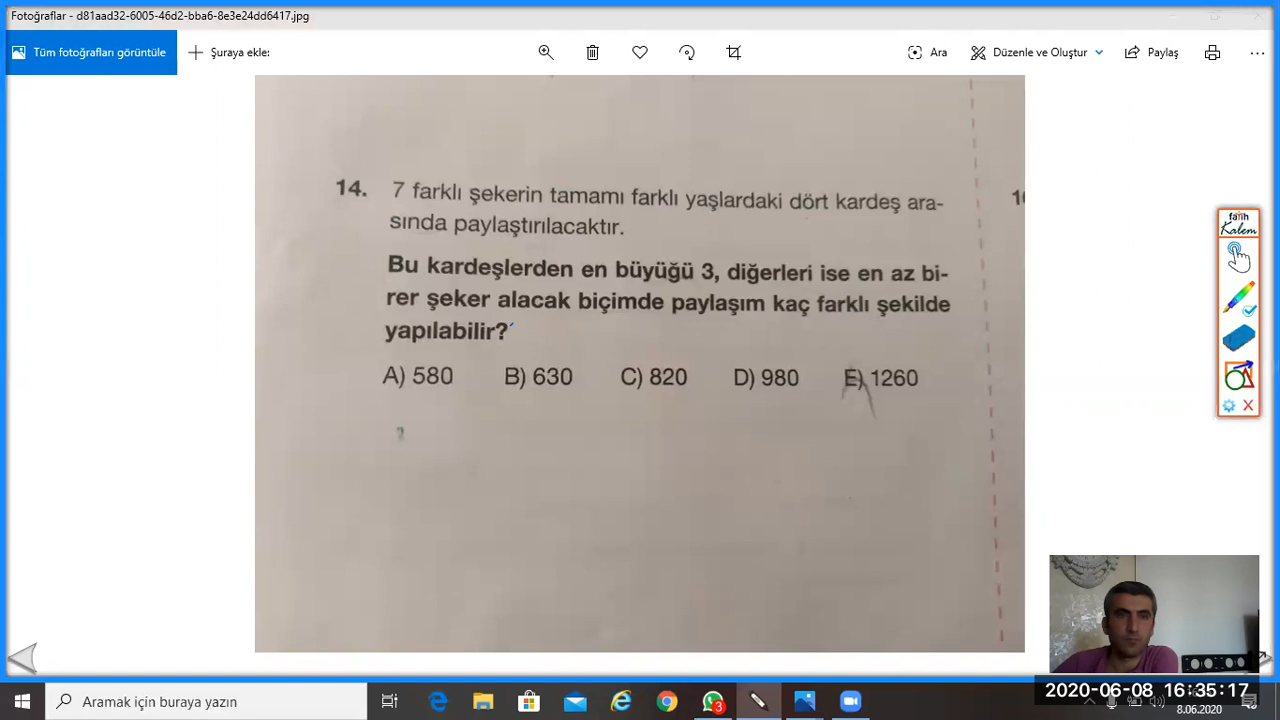 Fotoğraflar - d81aad32-6005-46d2-bba6-8e3e24dd6417.jpg
Tüm fotoğrafları görüntüle
Şuraya ekle:
Ara
Düzenle ve Oluştur
Paylaş
14. 7 farklı şekerin tamamı farklı yaşlardaki dört kardeş ara-
sında paylaştırılacaktır.
Bu kardeşlerden en büyüğü 3, diğerleri ise en az bi-
rer şeker alacak biçimde paylaşım kaç farklı şekilde
yapılabilir?
A) 580 B) 630 C) 820 D) 980 E) 1260
fatih
Kalem
Aramak için buraya yazın
3
2020-06-08 16:35:17
8.06.2020